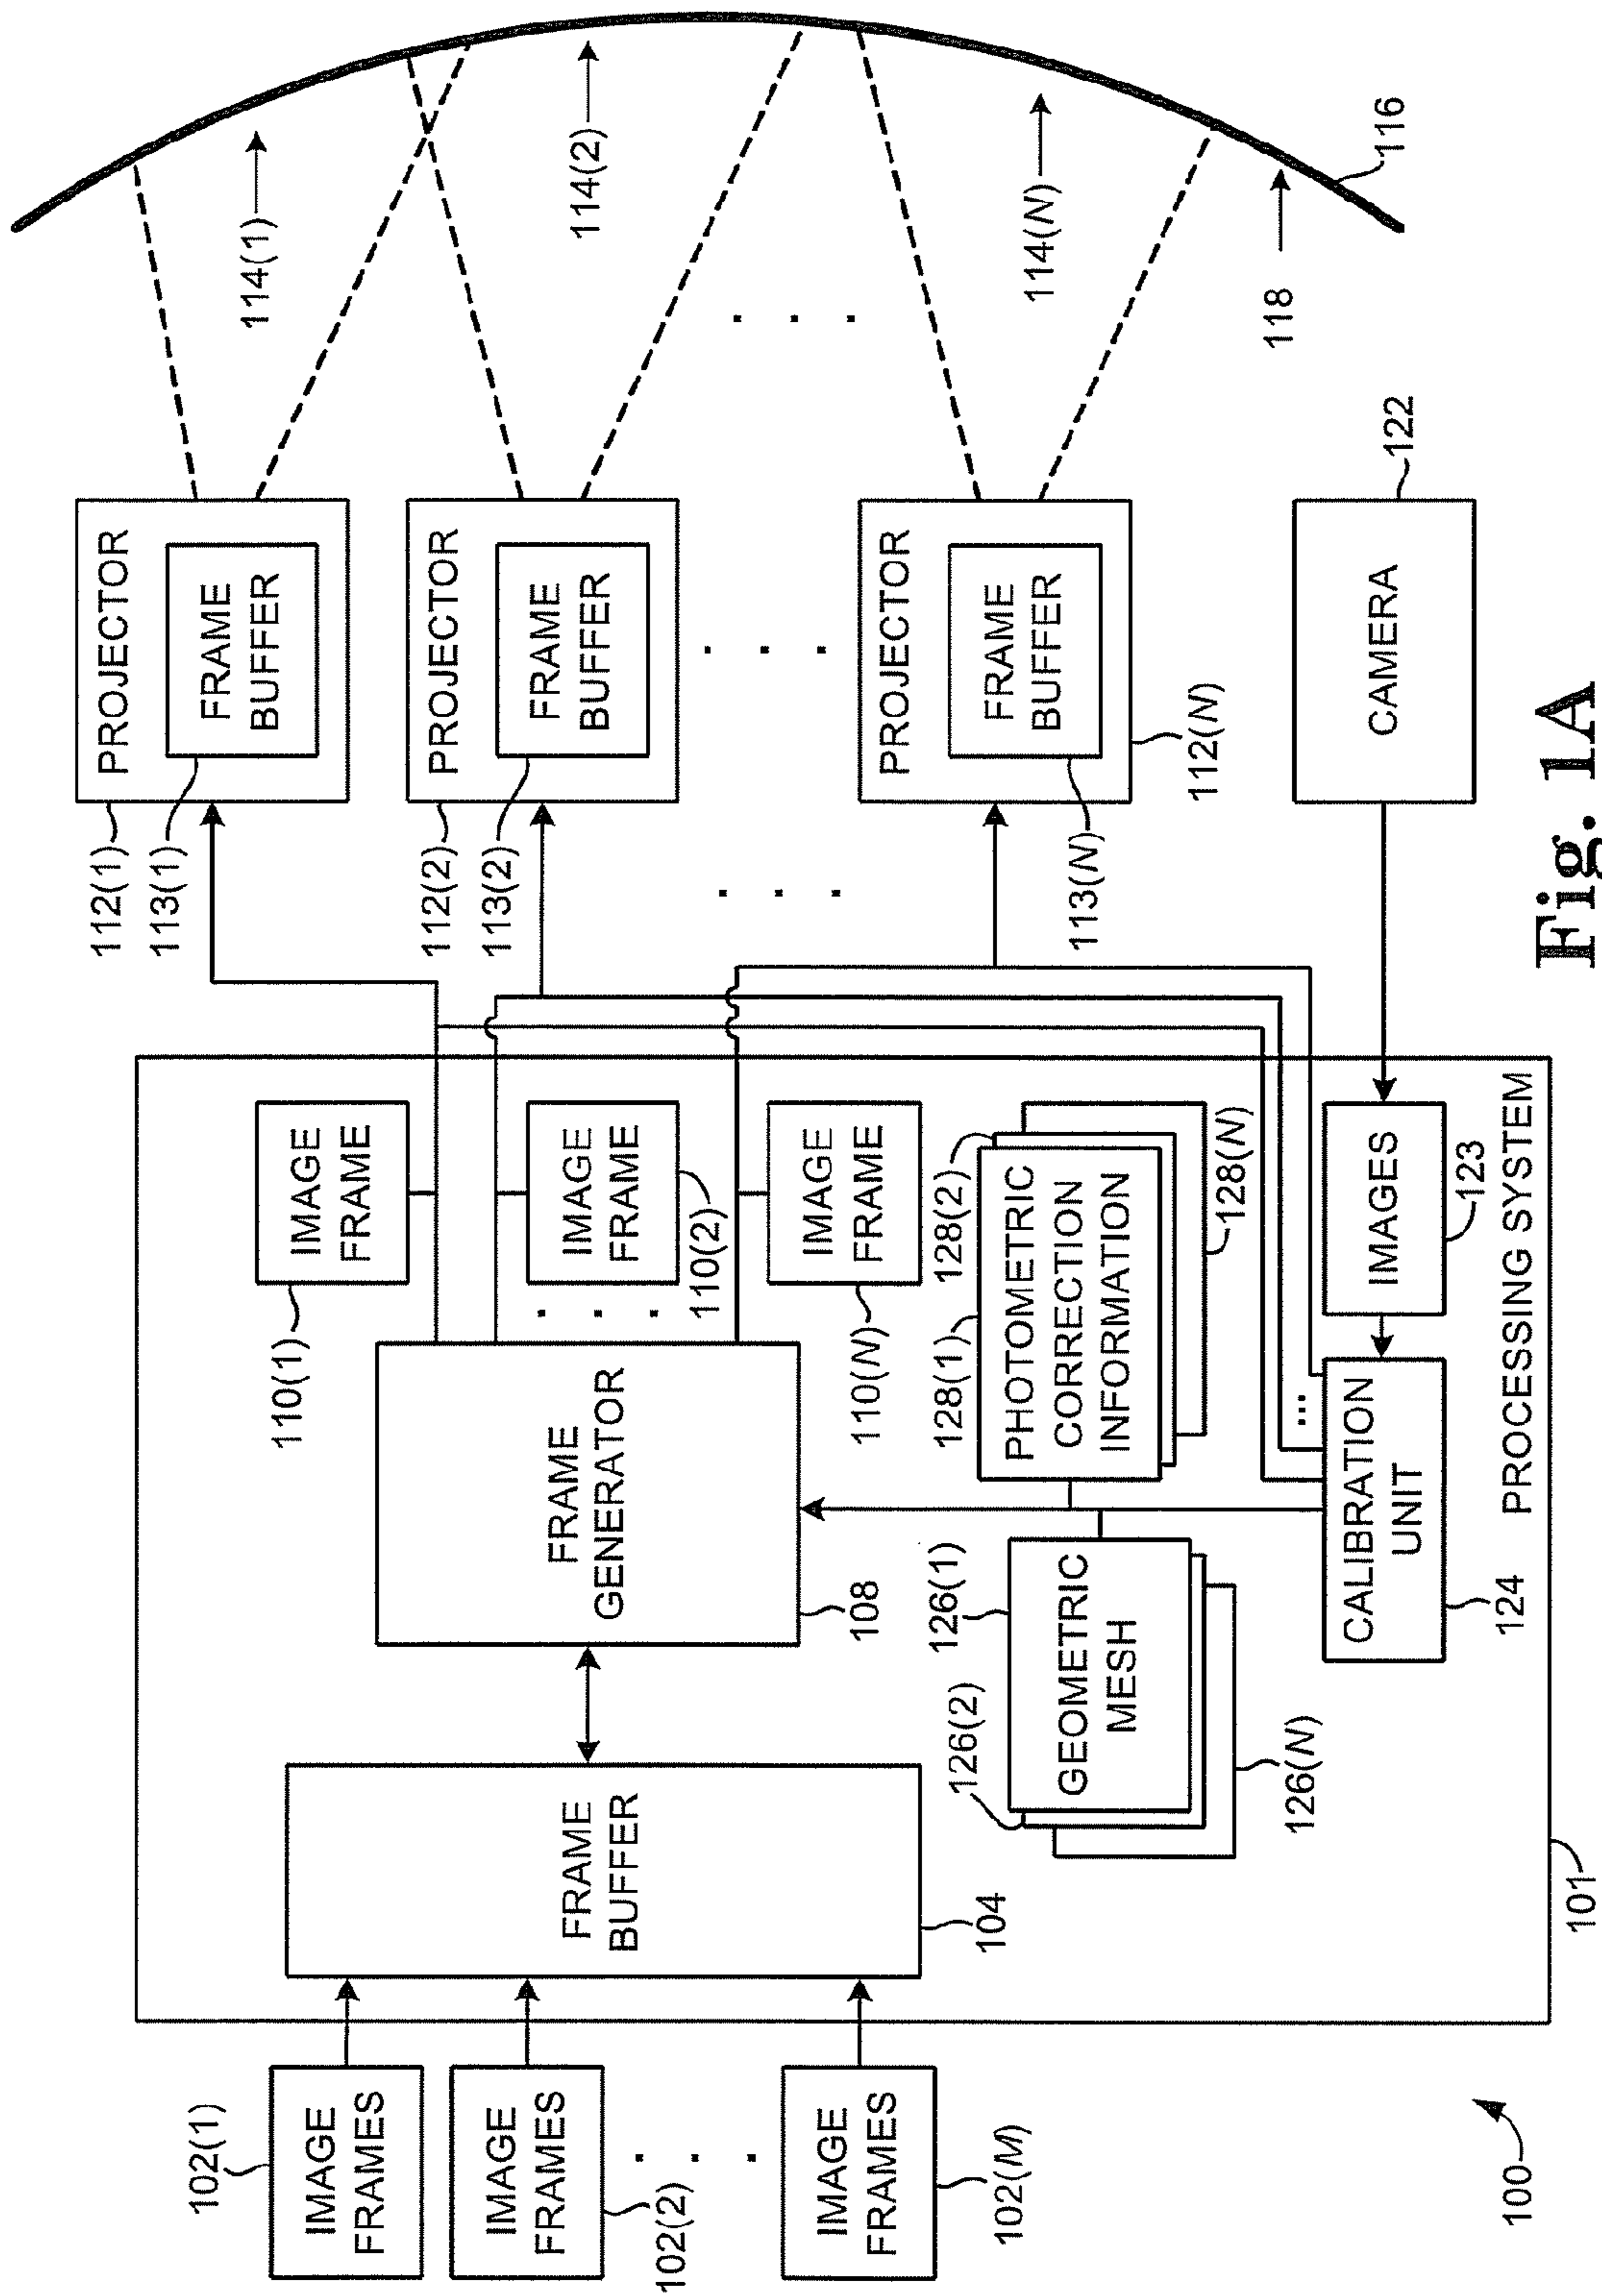 102(1)
IMAGE
FRAMES
IMAGE
FRAMES
102(2)
. . .
IMAGE
FRAMES
102(M)
100
FRAME
BUFFER
104
FRAME
GENERATOR
108
110(1)
IMAGE
FRAME
IMAGE
FRAME
110(2)
. . .
110(N)
IMAGE
FRAME
126(1)
126(2)
GEOMETRIC
MESH
126(N)
128(1)
128(2)
PHOTOMETRIC
CORRECTION
INFORMATION
128(N)
CALIBRATION
UNIT
124
...
IMAGES
123
PROCESSING SYSTEM
101
112(1)
PROJECTOR
113(1)
FRAME
BUFFER
112(2)
PROJECTOR
113(2)
FRAME
BUFFER
. . .
. . .
PROJECTOR
FRAME
BUFFER
113(N)
112(N)
CAMERA
122
114(1)
114(2)
. . .
114(N)
118
116
Fig. 1A